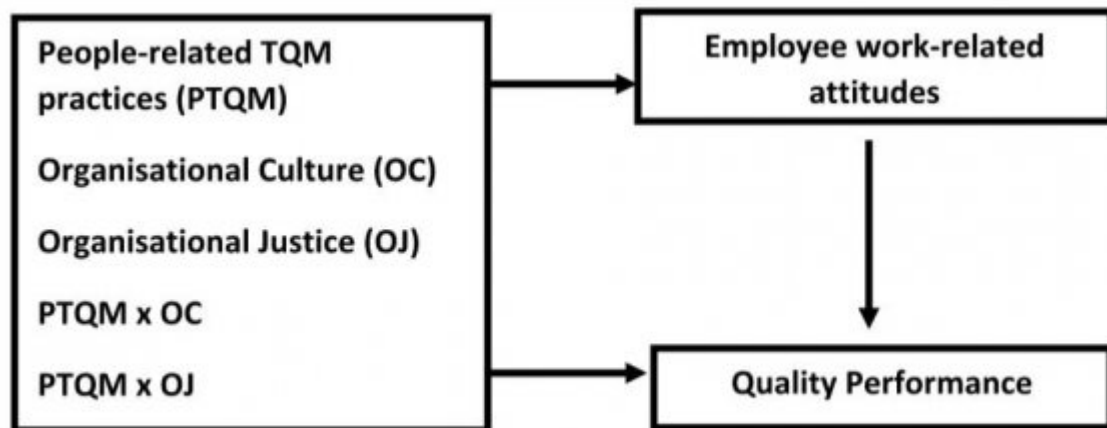 People-related TQM
practices (PTQM)
Organisational Culture (OC)
Organisational Justice (OJ)
PTQM x OC
PTQM x OJ
Employee work-related
attitudes
Quality Performance